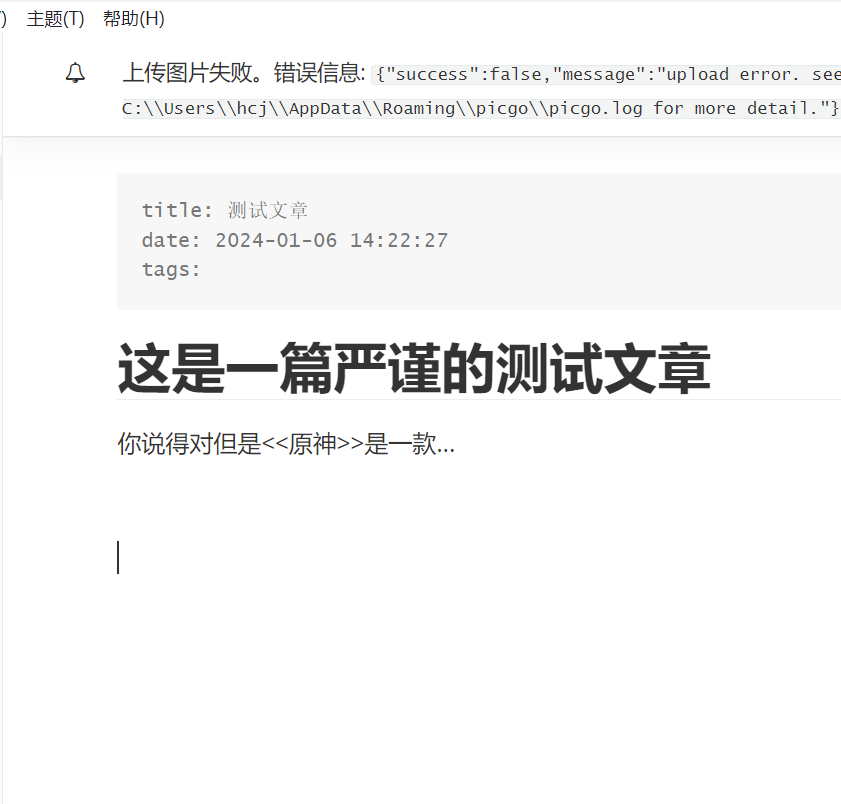 ) 主题(T) 帮助(H)
上传图片失败。错误信息: {"success":false,"message":"upload error. see
C:\\Users\\hcj\\AppData\\Roaming\\picgo\\picgo.log for more detail."}
title: 测试文章
date: 2024-01-06 14:22:27
tags:
这是一篇严谨的测试文章
你说得对但是<<原神>>是一款...